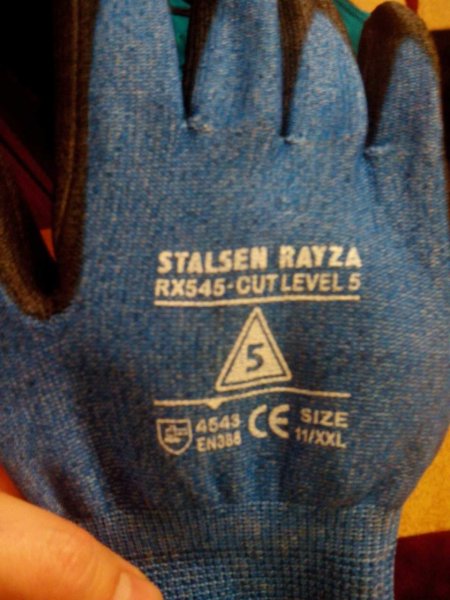 STALSEN RAYZA
RX545-CUT LEVEL 5
5
4543
EN388
CE
SIZE
11/XXL